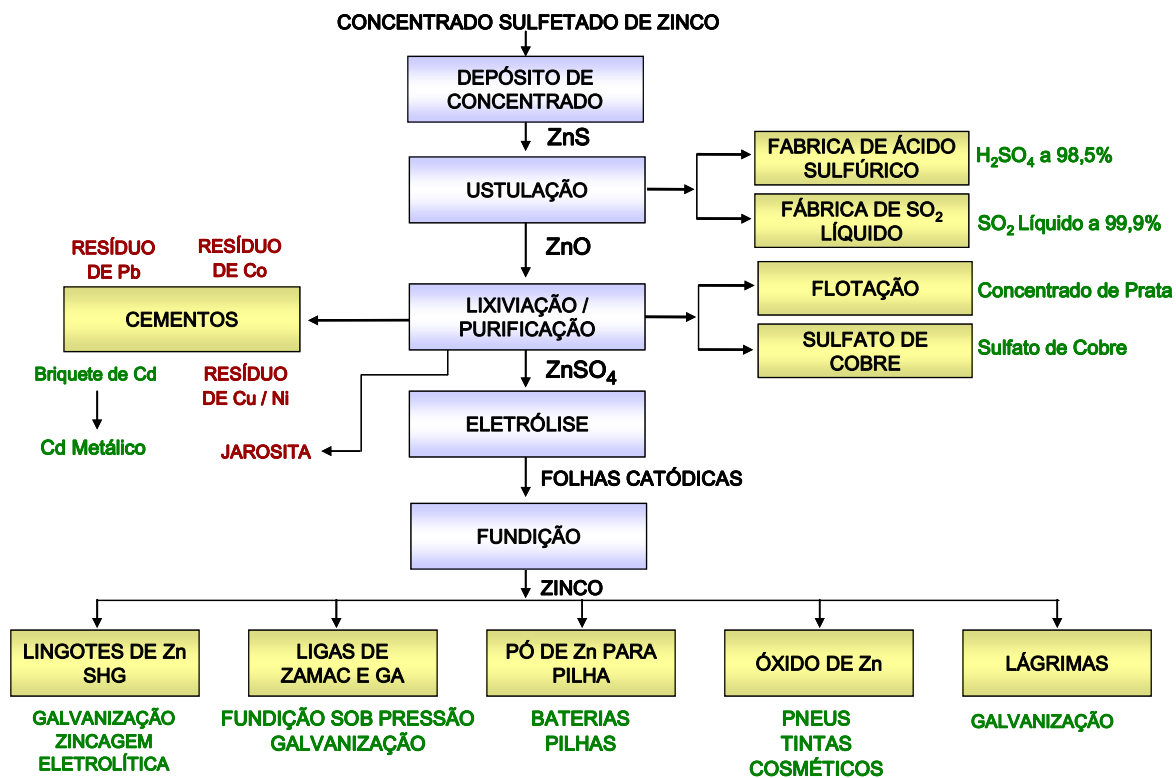 CONCENTRADO SULFETADO DE ZINCO
DEPÓSITO DE
CONCENTRADO
ZnS
USTULAÇÃO
FABRICA DE ÁCIDO
SULFÚRICO
H₂SO₄ a 98,5%
FÁBRICA DE SO₂
LÍQUIDO
SO₂ Líquido a 99,9%
ZnO
RESÍDUO
DE Pb
RESÍDUO
DE Co
CEMENTOS
LIXIVIAÇÃO /
PURIFICAÇÃO
FLOTAÇÃO
Concentrado de Prata
SULFATO DE
COBRE
Sulfato de Cobre
Briquete de Cd
RESÍDUO
DE Cu / Ni
ZnSO₄
Cd Metálico
JAROSITA
ELETRÓLISE
FOLHAS CATÓDICAS
FUNDIÇÃO
ZINCO
LINGOTES DE Zn
SHG
LIGAS DE
ZAMAC E GA
PÓ DE Zn PARA
PILHA
ÓXIDO DE Zn
LÁGRIMAS
GALVANIZAÇÃO
ZINCAGEM
ELETROLÍTICA
FUNDIÇÃO SOB PRESSÃO
GALVANIZAÇÃO
BATERIAS
PILHAS
PNEUS
TINTAS
COSMÉTICOS
GALVANIZAÇÃO